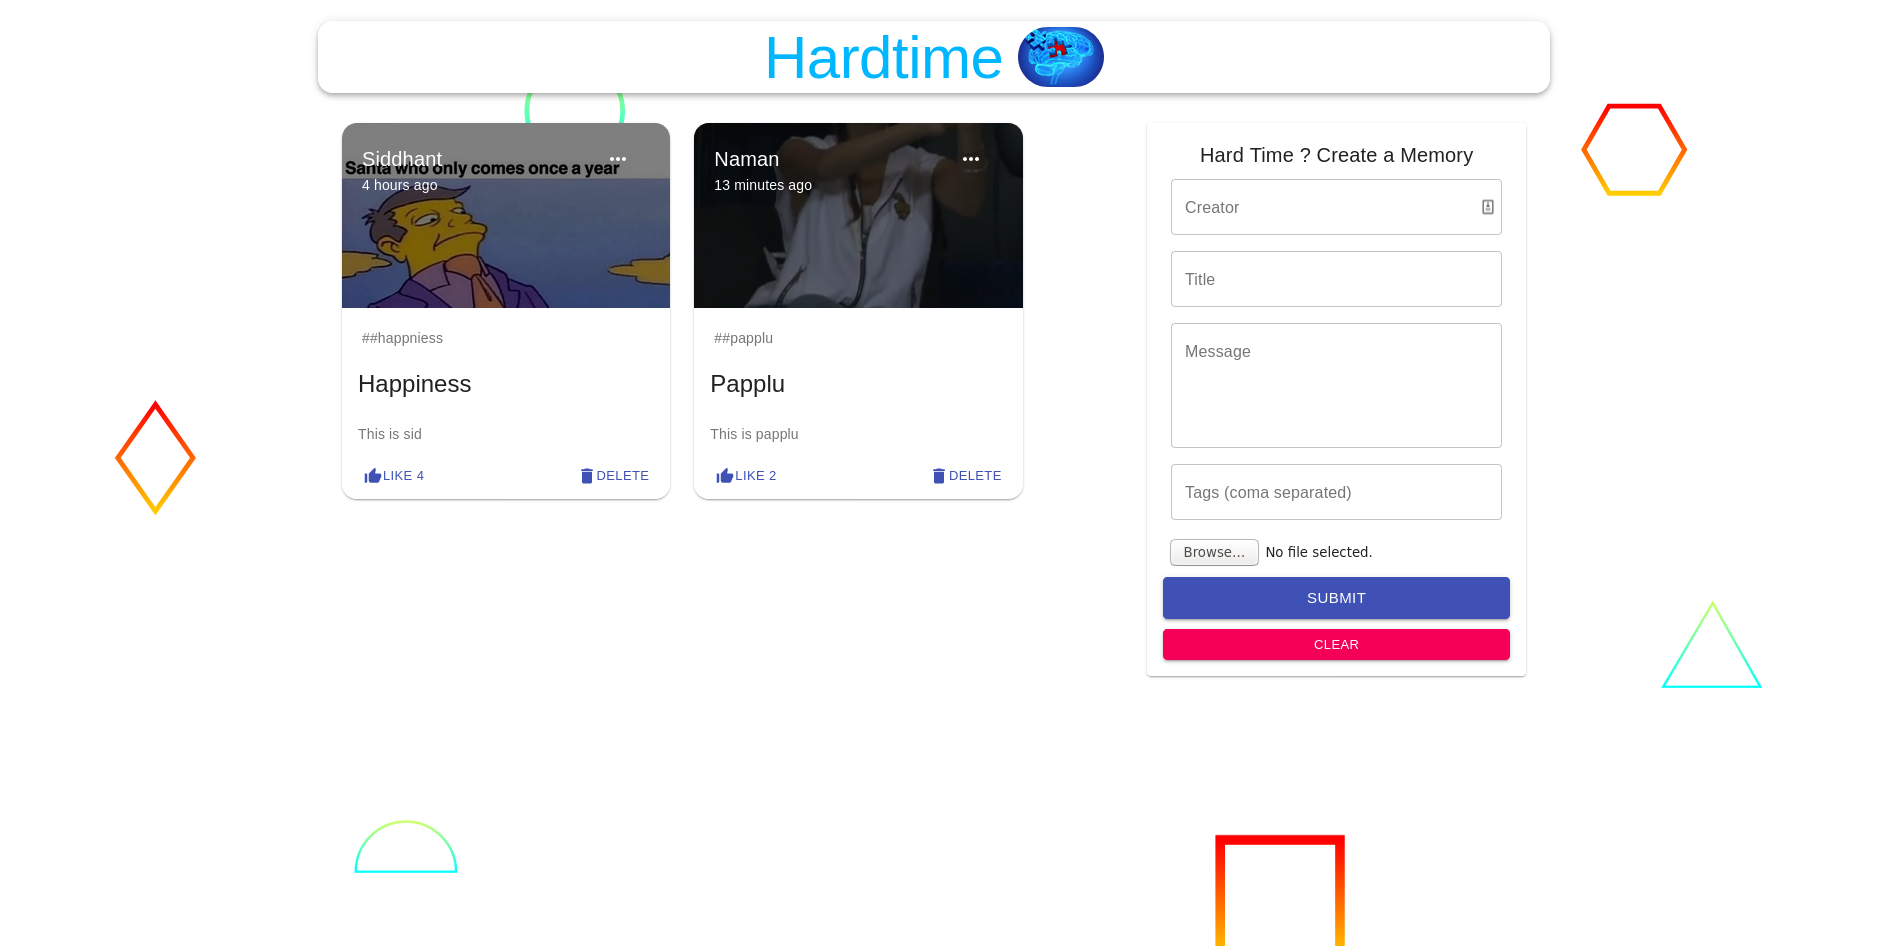 Hardtime
Siddhant
Santa who only comes once a year
4 hours ago
##happniess
Happiness
This is sid
LIKE 4
DELETE
Naman
13 minutes ago
##papplu
Papplu
This is papplu
LIKE 2
DELETE
Hard Time ? Create a Memory
Creator
Title
Message
Tags (coma separated)
Browse... No file selected.
SUBMIT
CLEAR